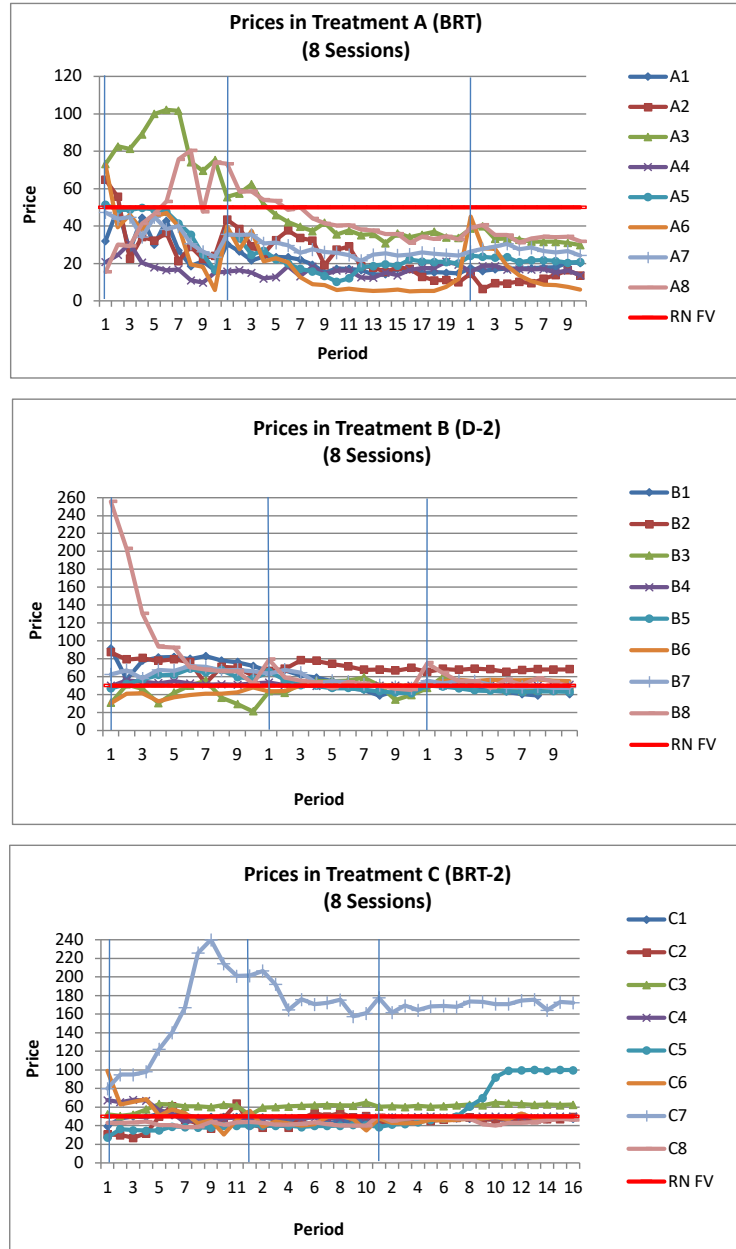 Prices in Treatment A (BRT)
(8 Sessions)
120
100
80
60
40
20
0
Price
1 3 5 7 9 1 3 5 7 9 11 13 15 17 19 1 3 5 7 9
Period
A1
A2
A3
A4
A5
A6
A7
A8
RN FV
Prices in Treatment B (D-2)
(8 Sessions)
260
240
220
200
180
160
140
120
100
80
60
40
20
0
Price
1 3 5 7 9 1 3 5 7 9 1 3 5 7 9
Period
B1
B2
B3
B4
B5
B6
B7
B8
RN FV
Prices in Treatment C (BRT-2)
(8 Sessions)
240
220
200
180
160
140
120
100
80
60
40
20
0
Price
1 3 5 7 9 11 2 4 6 8 10 2 4 6 8 10 12 14 16
Period
C1
C2
C3
C4
C5
C6
C7
C8
RN FV